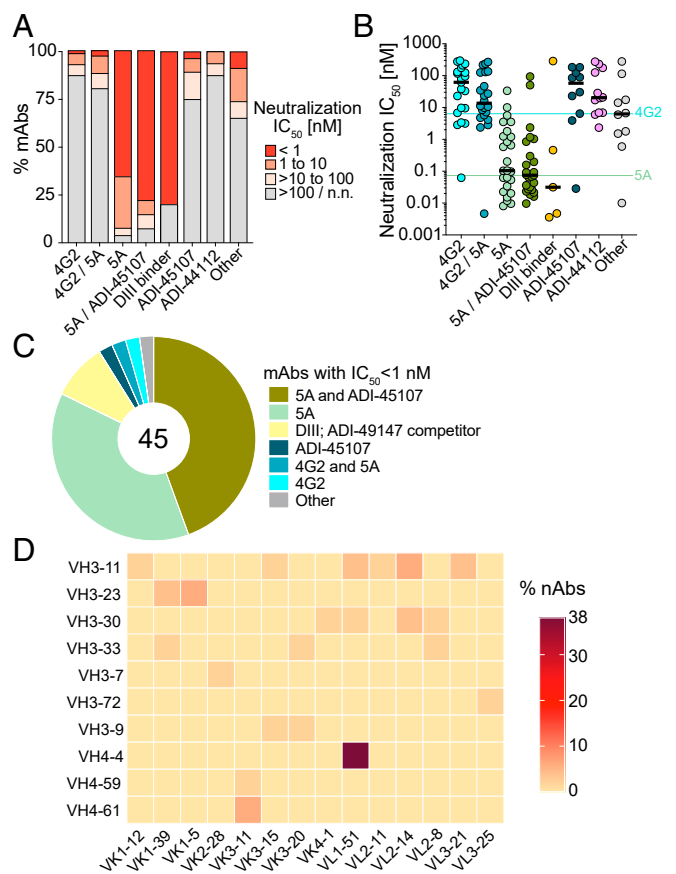 A
% mAbs
100
75
50
25
0
4G2
4G2 / 5A
5A
5A / ADI-45107
DIII binder
ADI-45107
ADI-44112
Other
Neutralization
IC50 [nM]
< 1
1 to 10
>10 to 100
>100 / n.n.
B
Neutralization IC50 [nM]
1000
100
10
1
0.1
0.01
0.001
4G2
5A
4G2
4G2 / 5A
5A
5A / ADI-45107
DIII binder
ADI-45107
ADI-44112
Other
C
45
mAbs with IC50<1 nM
5A and ADI-45107
5A
DIII; ADI-49147 competitor
ADI-45107
4G2 and 5A
4G2
Other
D
VH3-11
VH3-23
VH3-30
VH3-33
VH3-7
VH3-72
VH3-9
VH4-4
VH4-59
VH4-61
VK1-12
VK1-39
VK1-5
VK2-28
VK3-11
VK3-15
VK3-20
VK4-1
VL1-51
VL2-11
VL2-14
VL2-8
VL3-21
VL3-25
% nAbs
38
30
20
10
0